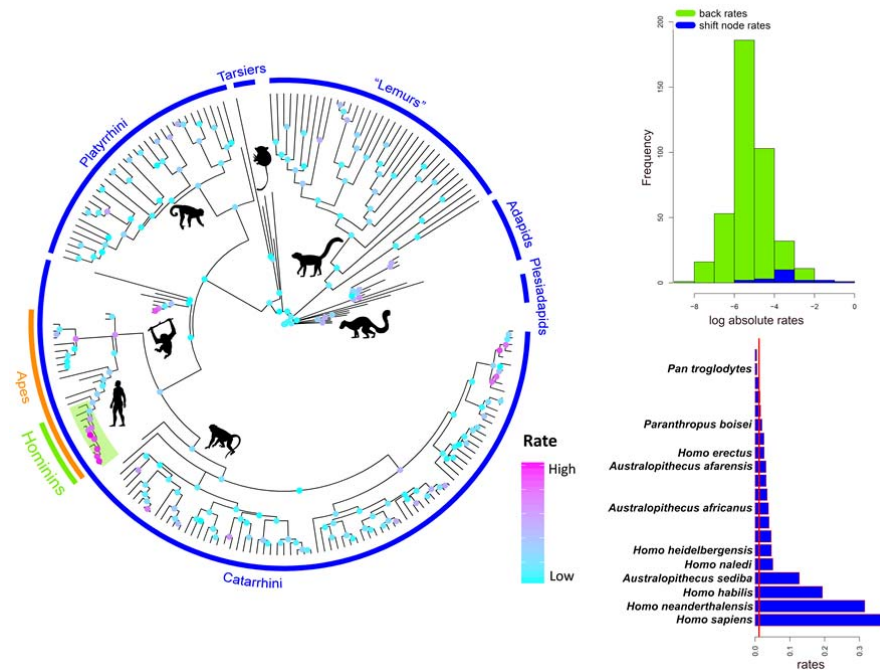 Tarsiers
"Lemurs"
Platyrrhini
Adapids
Plesiadapids
Apes
Hominins
Catarrhini
Rate
High
Low
back rates
shift node rates
Frequency
200
150
100
50
0
−8
−6
−4
−2
0
log absolute rates
Pan troglodytes
Paranthropus boisei
Homo erectus
Australopithecus afarensis
Australopithecus africanus
Homo heidelbergensis
Homo naledi
Australopithecus sediba
Homo habilis
Homo neanderthalensis
Homo sapiens
0.0
0.1
0.2
0.3
rates